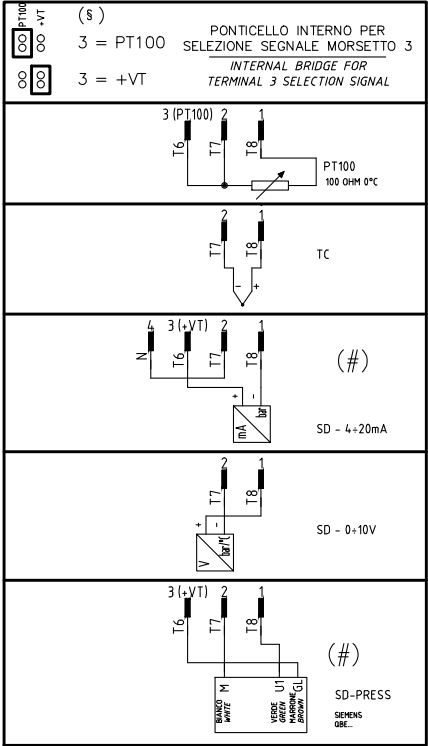 PT100
+VT
(§)
3 = PT100
3 = +VT
PONTICELLO INTERNO PER
SELEZIONE SEGNALE MORSETTO 3
INTERNAL BRIDGE FOR
TERMINAL 3 SELECTION SIGNAL
3 (PT100) 2 1
T6 T7 T8
PT100
100 OHM 0°C
2 1
T7 T8
- +
TC
4 3 (+VT) 2 1
N T6 T7 T8
(#)
+ -
mA bar
SD - 4÷20mA
2 1
T7 T8
+ -
V bar/°C
SD - 0÷10V
3 (+VT) 2 1
T6 T7 T8
(#)
M U1 GL
BIANCO
WHITE
VERDE
GREEN
MARRONE
BROWN
SD-PRESS
SIEMENS
QBE...